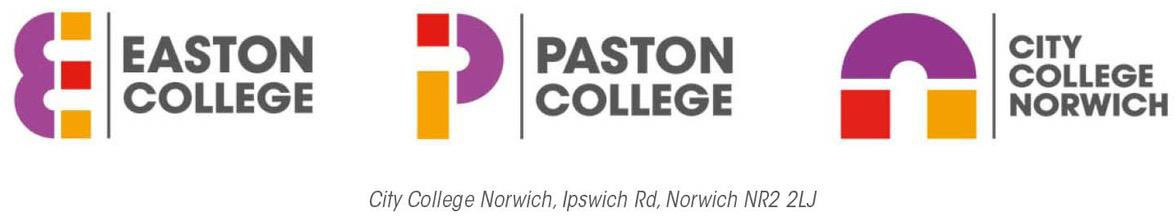 EASTON
COLLEGE
PASTON
COLLEGE
CITY
COLLEGE
NORWICH
City College Norwich, Ipswich Rd, Norwich NR2 2LJ